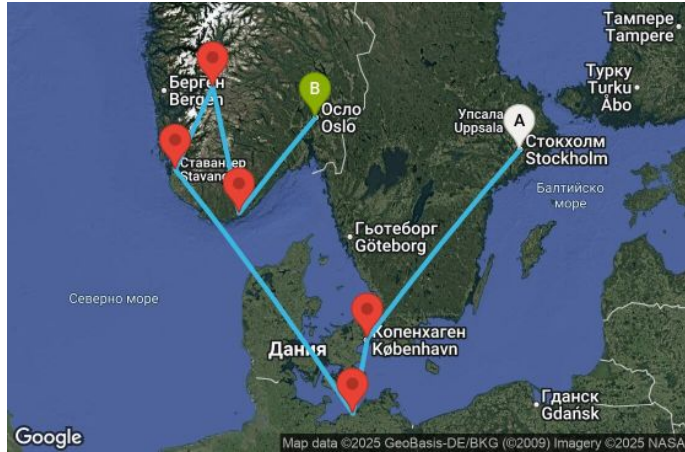 Тампере
Tampere
Турку
Turku
Åbo
Берген
Bergen
B
Осло
Oslo
Упсала
Uppsala
A
Стокхолм
Stockholm
Ставангер
Stavang
Балтийско
море
Гьотеборг
Göteborg
Северно море
Копенхаген
København
Дания
Гданск
Gdańsk
Google
Map data ©2025 GeoBasis-DE/BKG (©2009) Imagery ©2025 NASA